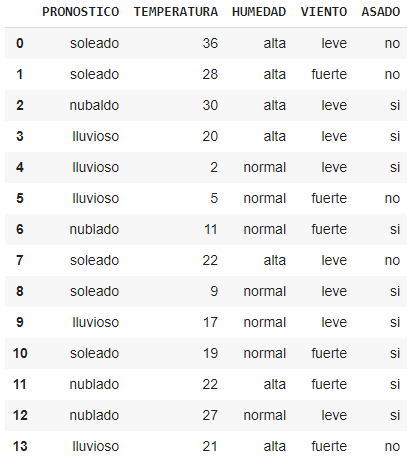 PRONOSTICO TEMPERATURA HUMEDAD VIENTO ASADO
0 soleado 36 alta leve no
1 soleado 28 alta fuerte no
2 nubaldo 30 alta leve si
3 lluvioso 20 alta leve si
4 lluvioso 2 normal leve si
5 lluvioso 5 normal fuerte no
6 nublado 11 normal fuerte si
7 soleado 22 alta leve no
8 soleado 9 normal leve si
9 lluvioso 17 normal leve si
10 soleado 19 normal fuerte si
11 nublado 22 alta fuerte si
12 nublado 27 normal leve si
13 lluvioso 21 alta fuerte no